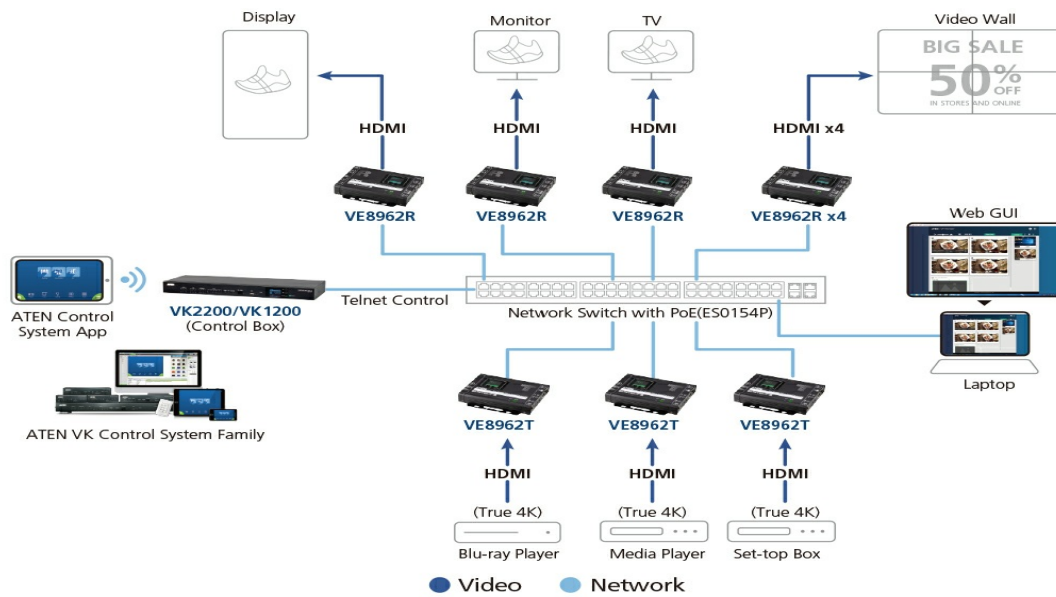 Display
Monitor
TV
Video Wall
BIG SALE
50%
OFF
IN STORES AND ONLINE
HDMI
HDMI
HDMI
HDMI x4
VE8962R
VE8962R
VE8962R
VE8962R x4
Web GUI
Telnet Control
ATEN Control
System App
VK2200/VK1200
(Control Box)
Network Switch with PoE(ES0154P)
Laptop
ATEN VK Control System Family
VE8962T
VE8962T
VE8962T
HDMI
HDMI
HDMI
(True 4K)
(True 4K)
(True 4K)
Blu-ray Player
Media Player
Set-top Box
Video
Network